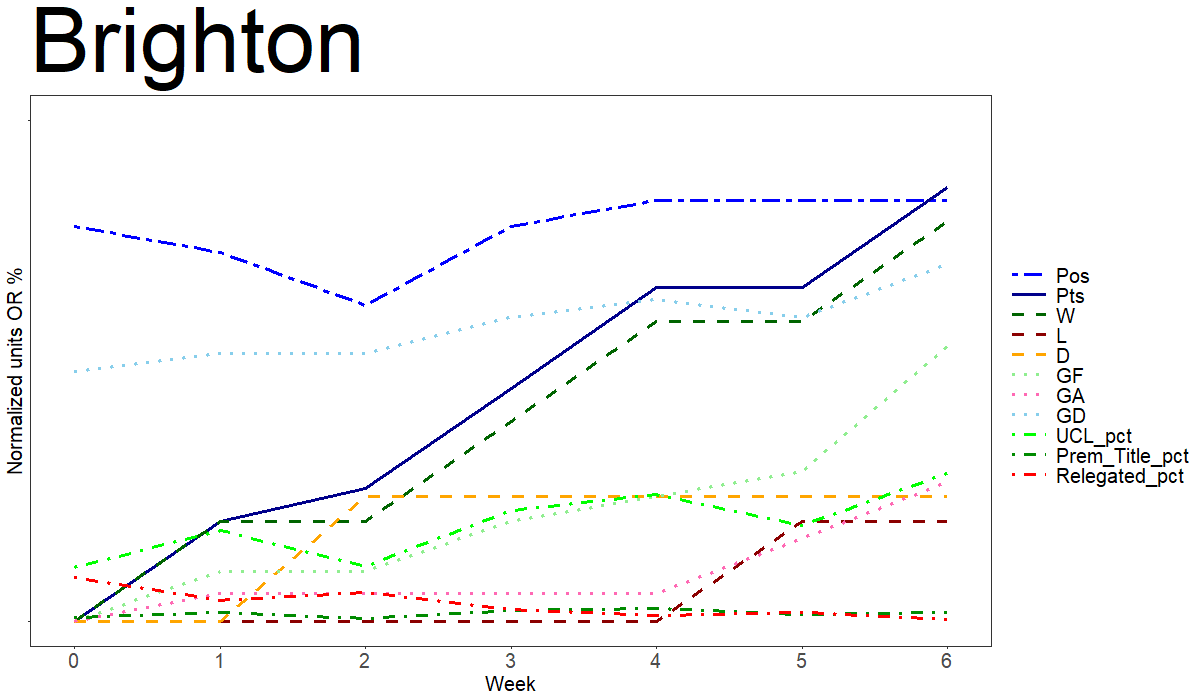 Brighton
Normalized units OR %
0 1 2 3 4 5 6
Week
Pos
Pts
W
L
D
GF
GA
GD
UCL_pct
Prem_Title_pct
Relegated_pct